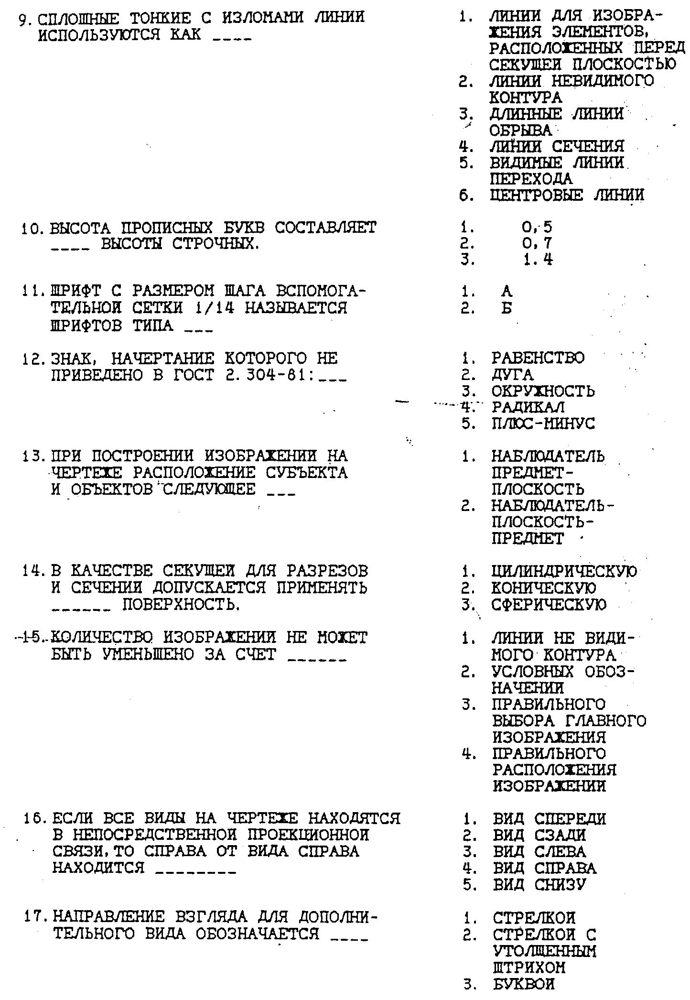 9. СПЛОШНЫЕ ТОНКИЕ С ИЗЛОМАМИ ЛИНИИ
ИСПОЛЬЗУЮТСЯ КАК ____
1. ЛИНИИ ДЛЯ ИЗОБРА-
ЖЕНИЯ ЭЛЕМЕНТОВ,
РАСПОЛОЖЕННЫХ ПЕРЕД
СЕКУЩЕЙ ПЛОСКОСТЬЮ
2. ЛИНИИ НЕВИДИМОГО
КОНТУРА
3. ДЛИННЫЕ ЛИНИИ
ОБРЫВА
4. ЛИНИИ СЕЧЕНИЯ
5. ВИДИМЫЕ ЛИНИИ
ПЕРЕХОДА
6. ЦЕНТРОВЫЕ ЛИНИИ
10. ВЫСОТА ПРОПИСНЫХ БУКВ СОСТАВЛЯЕТ
____ ВЫСОТЫ СТРОЧНЫХ.
1. 0,5
2. 0,7
3. 1.4
11. ШРИФТ С РАЗМЕРОМ ШАГА ВСПОМОГА-
ТЕЛЬНОЙ СЕТКИ 1/14 НАЗЫВАЕТСЯ
ШРИФТОВ ТИПА ___
1. А
2. Б
12. ЗНАК, НАЧЕРТАНИЕ КОТОРОГО НЕ
ПРИВЕДЕНО В ГОСТ 2.304-81:___
1. РАВЕНСТВО
2. ДУГА
3. ОКРУЖНОСТЬ
4. РАДИКАЛ
5. ПЛЮС-МИНУС
13. ПРИ ПОСТРОЕНИИ ИЗОБРАЖЕНИЙ НА
ЧЕРТЕЖЕ РАСПОЛОЖЕНИЕ СУБЪЕКТА
И ОБЪЕКТОВ СЛЕДУЮЩЕЕ ___
1. НАБЛЮДАТЕЛЬ
ПРЕДМЕТ-
ПЛОСКОСТЬ
2. НАБЛЮДАТЕЛЬ-
ПЛОСКОСТЬ-
ПРЕДМЕТ
14. В КАЧЕСТВЕ СЕКУЩЕЙ ДЛЯ РАЗРЕЗОВ
И СЕЧЕНИЙ ДОПУСКАЕТСЯ ПРИМЕНЯТЬ
______ ПОВЕРХНОСТЬ.
1. ЦИЛИНДРИЧЕСКУЮ
2. КОНИЧЕСКУЮ
3. СФЕРИЧЕСКУЮ
15. КОЛИЧЕСТВО ИЗОБРАЖЕНИЙ НЕ МОЖЕТ
БЫТЬ УМЕНЬШЕНО ЗА СЧЕТ ______
1. ЛИНИЙ НЕ ВИДИ-
МОГО КОНТУРА
2. УСЛОВНЫХ ОБОЗ-
НАЧЕНИЙ
3. ПРАВИЛЬНОГО
ВЫБОРА ГЛАВНОГО
ИЗОБРАЖЕНИЯ
4. ПРАВИЛЬНОГО
РАСПОЛОЖЕНИЯ
ИЗОБРАЖЕНИЙ
16. ЕСЛИ ВСЕ ВИДЫ НА ЧЕРТЕЖЕ НАХОДЯТСЯ
В НЕПОСРЕДСТВЕННОЙ ПРОЕКЦИОННОЙ
СВЯЗИ, ТО СПРАВА ОТ ВИДА СПРАВА
НАХОДИТСЯ ________
1. ВИД СПЕРЕДИ
2. ВИД СЗАДИ
3. ВИД СЛЕВА
4. ВИД СПРАВА
5. ВИД СНИЗУ
17. НАПРАВЛЕНИЕ ВЗГЛЯДА ДЛЯ ДОПОЛНИ-
ТЕЛЬНОГО ВИДА ОБОЗНАЧАЕТСЯ ____
1. СТРЕЛКОЙ
2. СТРЕЛКОЙ С
УТОЛЩЕННЫМ
ШТРИХОМ
3. БУКВОЙ